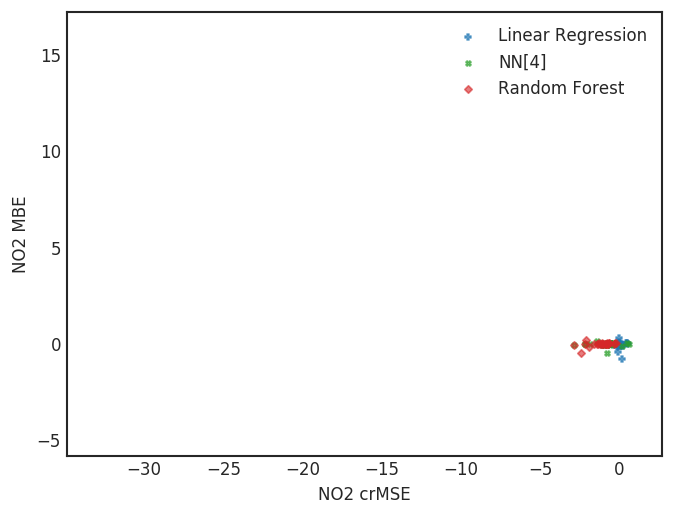 15
10
5
0
−5
NO2 MBE
Linear Regression
NN[4]
Random Forest
−30 −25 −20 −15 −10 −5 0
NO2 crMSE